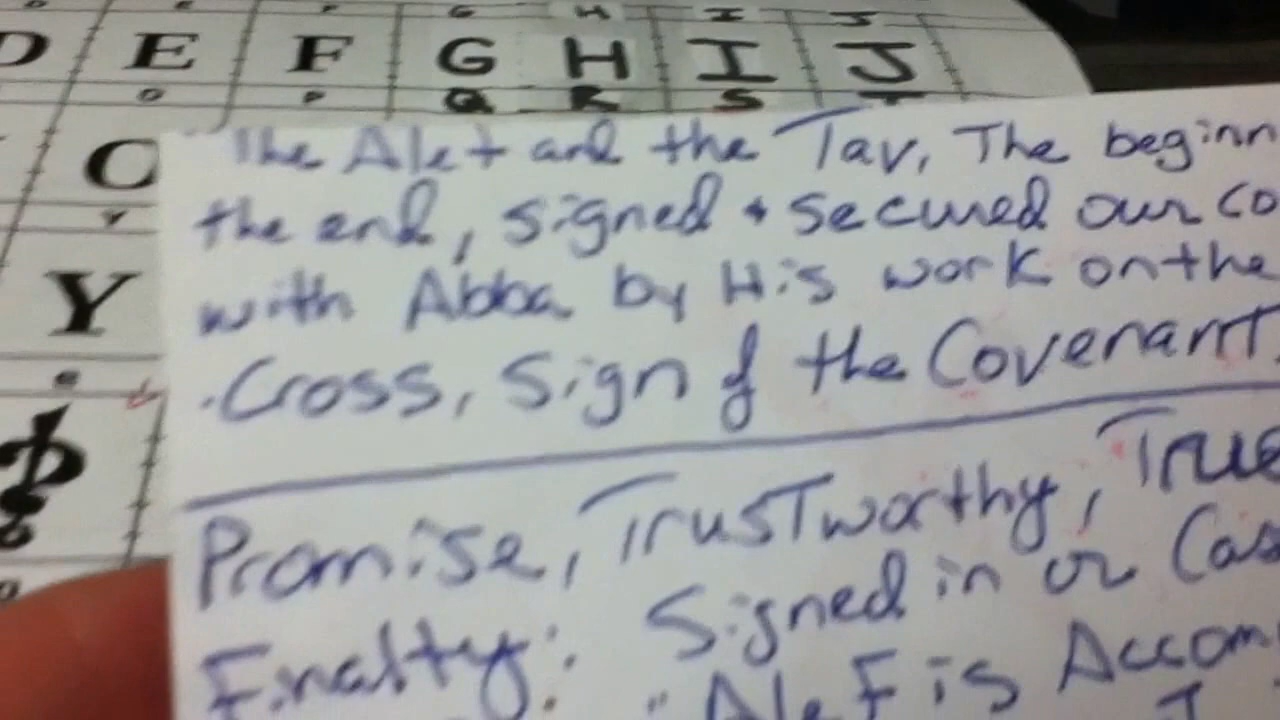 G H I J
D E F G H I J
O P Q R S T
C
Y
Y
e
"The Alef and the Tav, The beginn
the end, signed + secured our co
with Abba by His work on the
Cross, Sign of the Covenant.
Promise, Trustworthy, True
Finalty: Signed in or Cas
"Alef is Accom